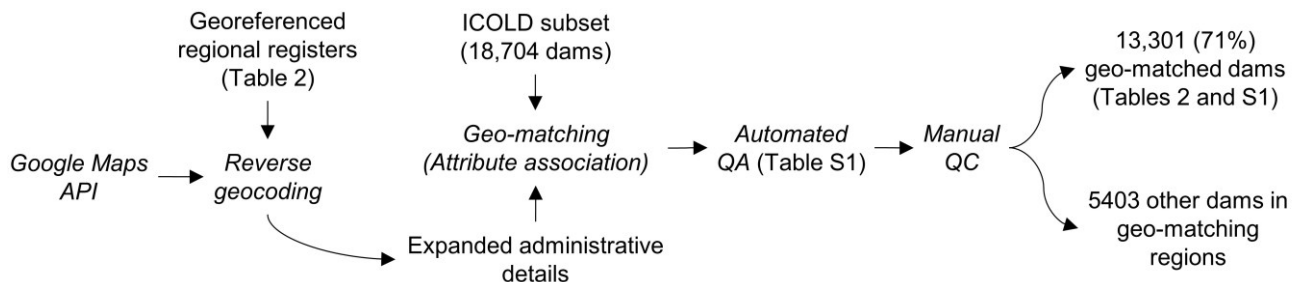 Georeferenced
regional registers
(Table 2)
ICOLD subset
(18,704 dams)
13,301 (71%)
geo-matched dams
(Tables 2 and S1)
Google Maps
API
Reverse
geocoding
Geo-matching
(Attribute association)
Automated
QA (Table S1)
Manual
QC
Expanded administrative
details
5403 other dams in
geo-matching
regions